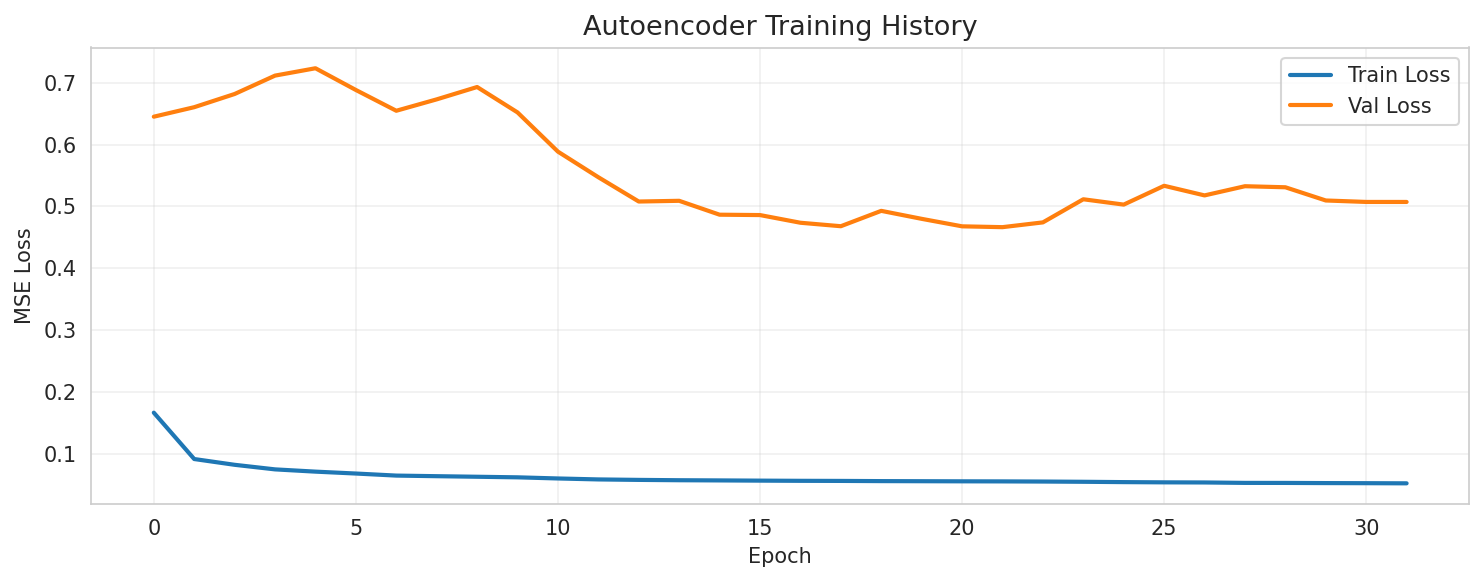 Autoencoder Training History
Train Loss
Val Loss
MSE Loss
0.7
0.6
0.5
0.4
0.3
0.2
0.1
0 5 10 15 20 25 30
Epoch